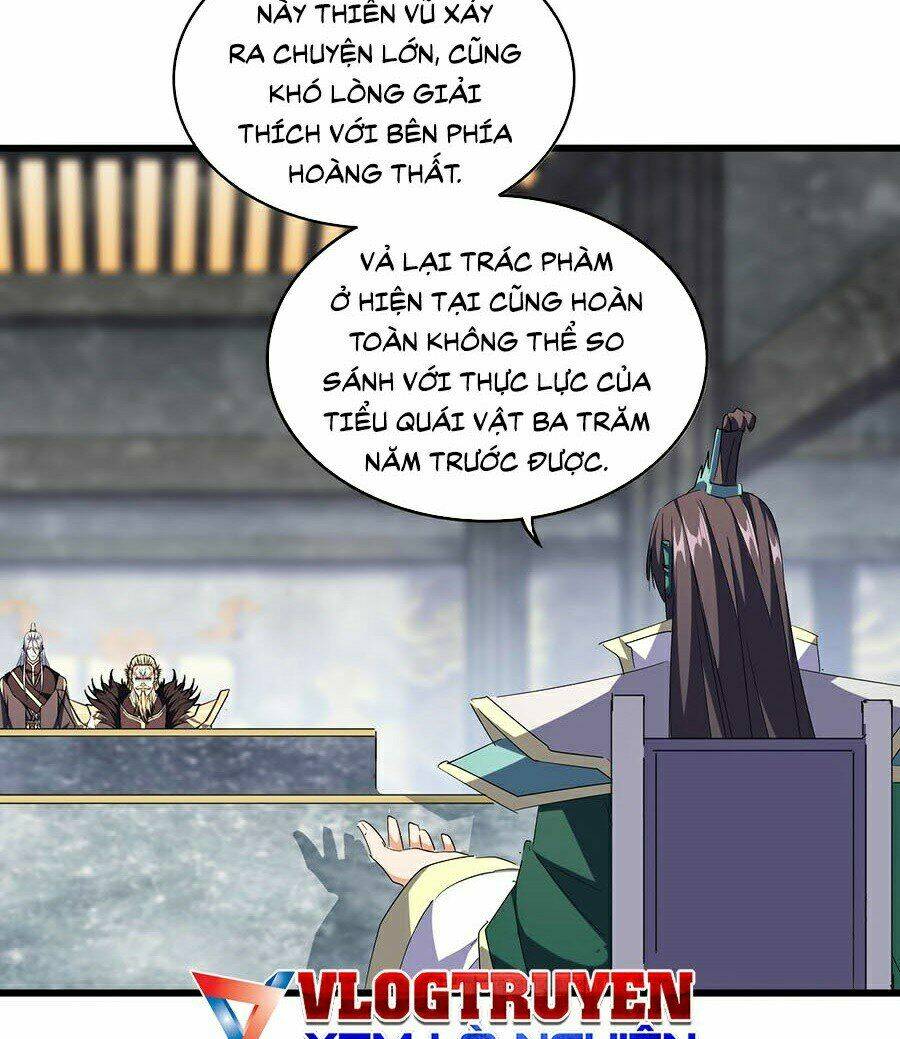 NÀY THIÊN VŨ XẢY
RA CHUYỆN LỚN, CŨNG
KHÓ LÒNG GIẢI
THÍCH VỚI BÊN PHÍA
HOÀNG THẤT.
VẢ LẠI TRÁC PHÀM
Ở HIỆN TẠI CŨNG HOÀN
TOÀN KHÔNG THỂ SO
SÁNH VỚI THỰC LỰC CỦA
TIỂU QUÁI VẬT BA TRĂM
NĂM TRƯỚC ĐƯỢC.
VLOGTRUYEN